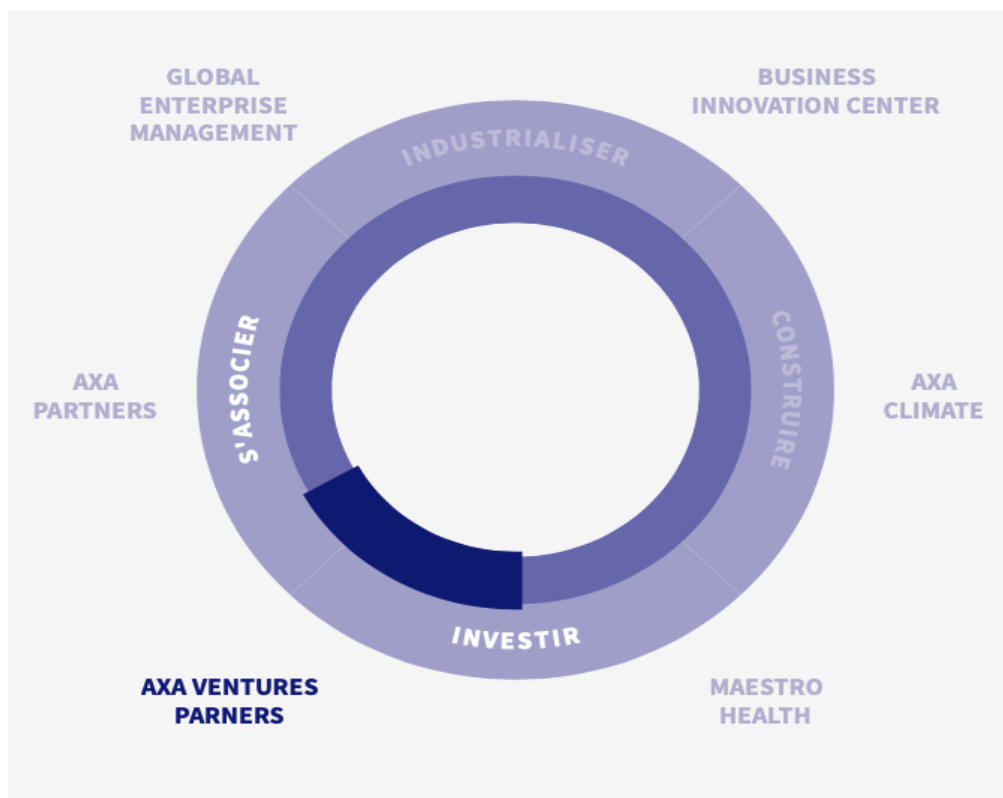 GLOBAL
ENTERPRISE
MANAGEMENT
BUSINESS
INNOVATION CENTER
INDUSTRIALISER
S'ASSOCIER
CONSTRUIRE
AXA
PARTNERS
AXA
CLIMATE
INVESTIR
AXA VENTURES
PARNERS
MAESTRO
HEALTH